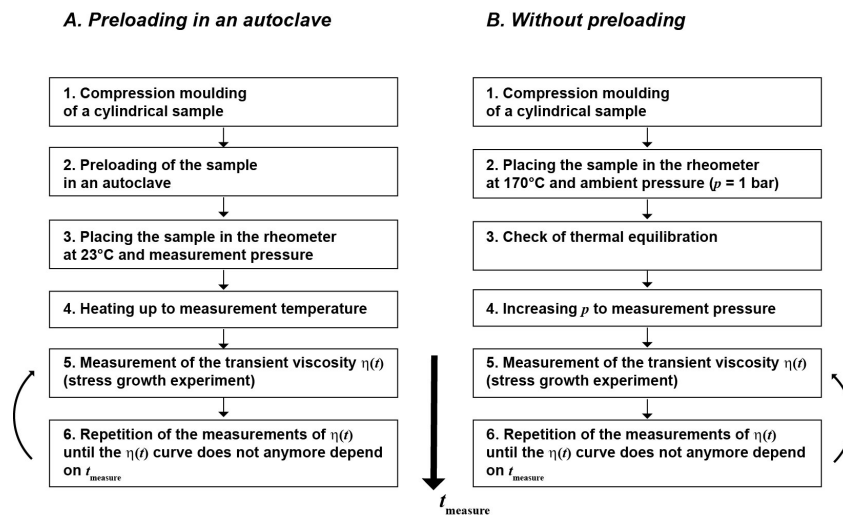 A. Preloading in an autoclave
1. Compression moulding
of a cylindrical sample
2. Preloading of the sample
in an autoclave
3. Placing the sample in the rheometer
at 23°C and measurement pressure
4. Heating up to measurement temperature
5. Measurement of the transient viscosity η(t)
(stress growth experiment)
6. Repetition of the measurements of η(t)
until the η(t) curve does not anymore depend
on t_measure
B. Without preloading
1. Compression moulding
of a cylindrical sample
2. Placing the sample in the rheometer
at 170°C and ambient pressure (p = 1 bar)
3. Check of thermal equilibration
4. Increasing p to measurement pressure
5. Measurement of the transient viscosity η(t)
(stress growth experiment)
6. Repetition of the measurements of η(t)
until the η(t) curve does not anymore depend
on t_measure
t_measure